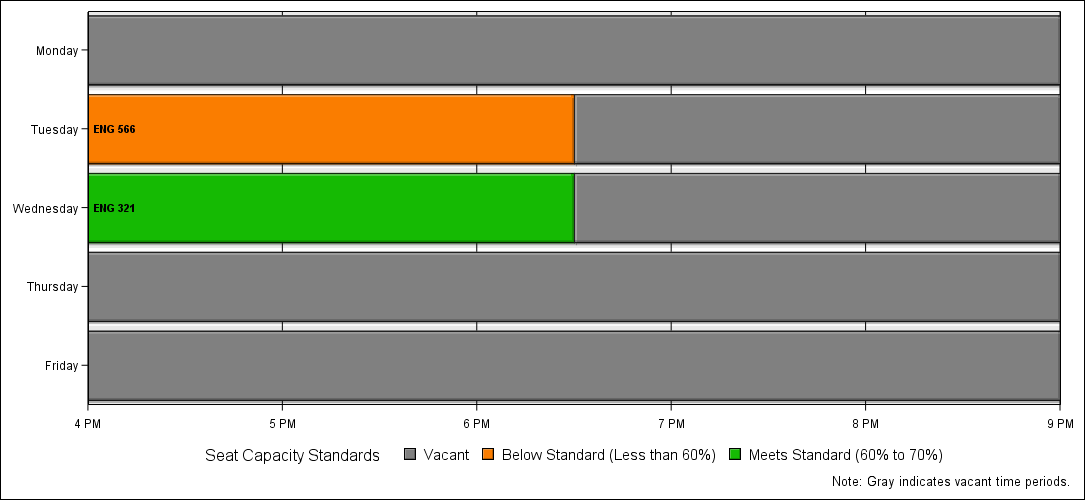 Monday
Tuesday
ENG 566
Wednesday
ENG 321
Thursday
Friday
4 PM 5 PM 6 PM 7 PM 8 PM 9 PM
Seat Capacity Standards Vacant Below Standard (Less than 60%) Meets Standard (60% to 70%)
Note: Gray indicates vacant time periods.